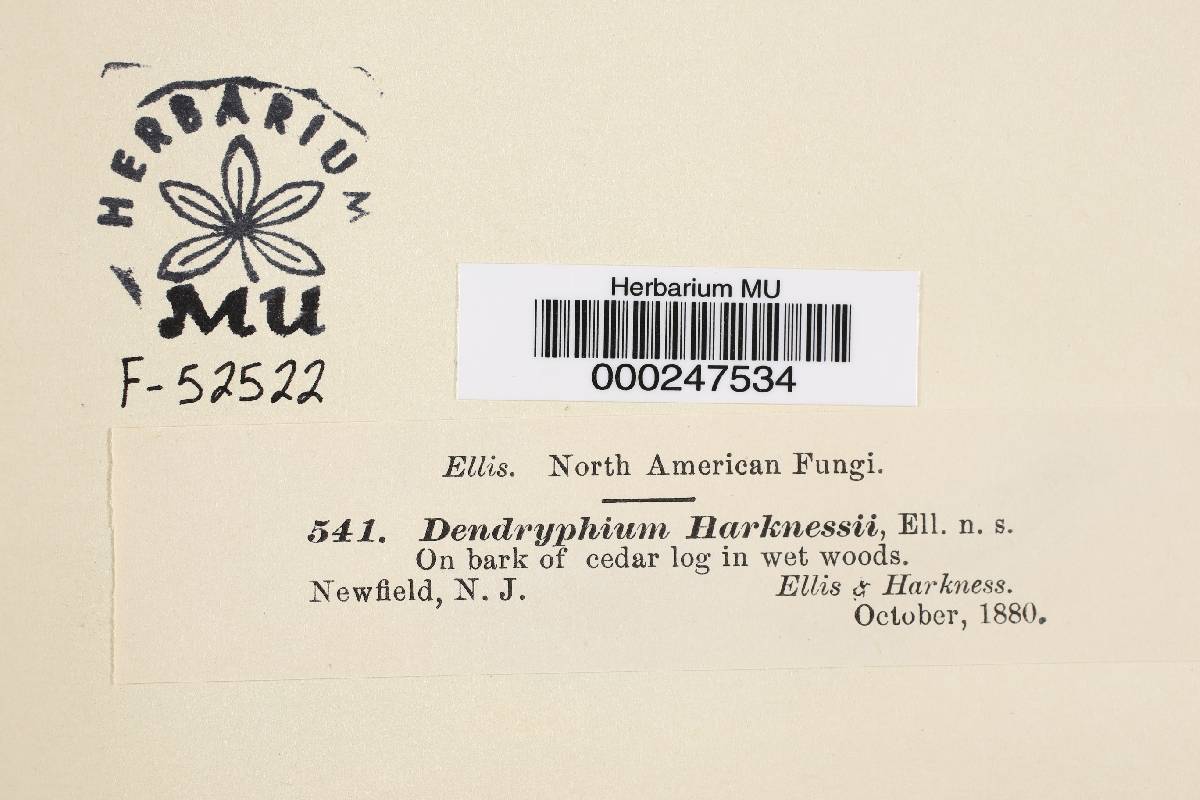 HERBARIUM
MU
F-52522
Herbarium MU
000247534
Ellis. North American Fungi.
541. Dendryphium Harknessii, Ell. n. s.
On bark of cedar log in wet woods.
Newfield, N. J. Ellis & Harkness.
October, 1880.